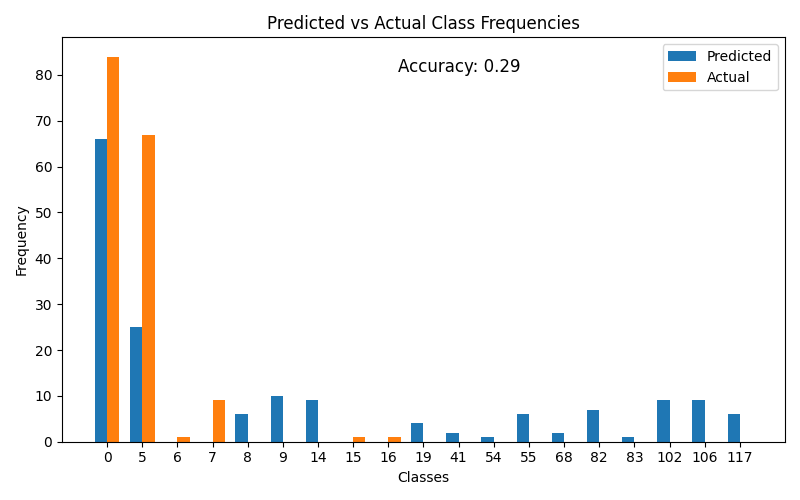 Predicted vs Actual Class Frequencies
Accuracy: 0.29
Predicted
Actual
Frequency
80
70
60
50
40
30
20
10
0
0 5 6 7 8 9 14 15 16 19 41 54 55 68 82 83 102 106 117
Classes